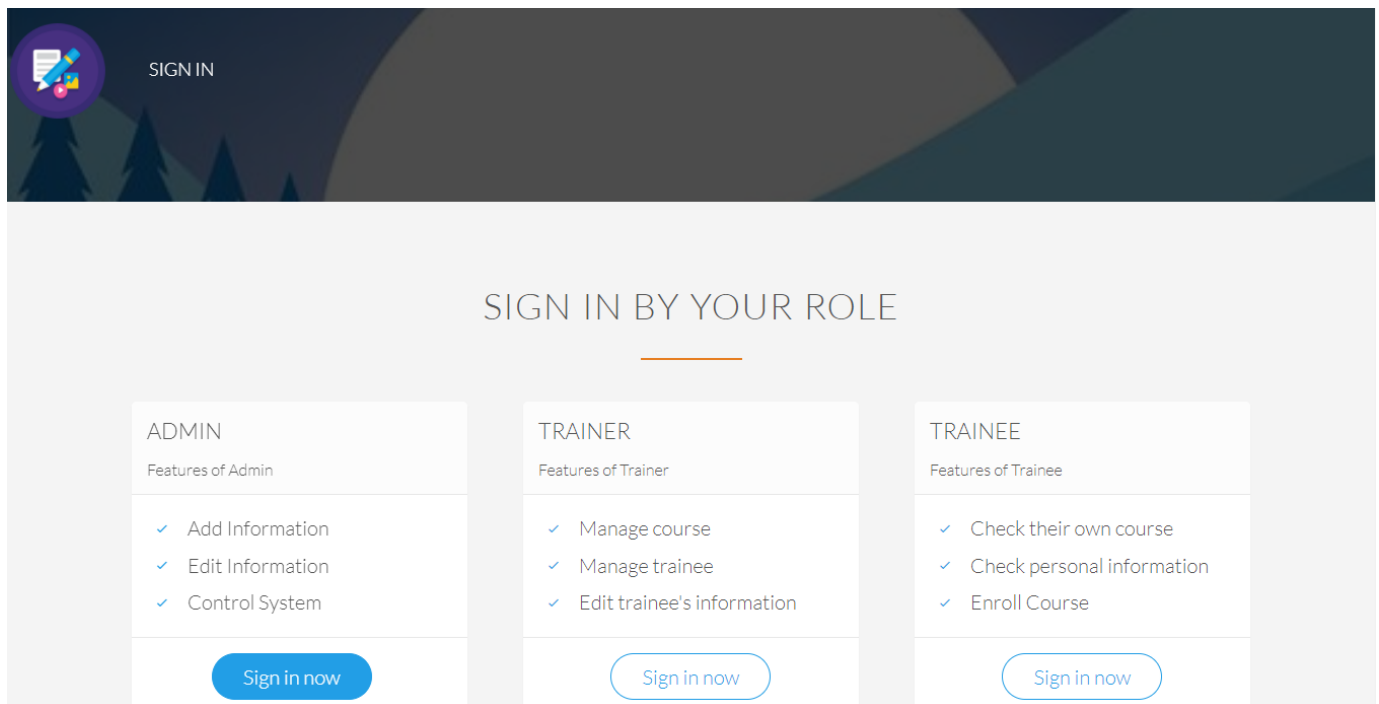 SIGN IN
SIGN IN BY YOUR ROLE
ADMIN
Features of Admin
Add Information
Edit Information
Control System
Sign in now
TRAINER
Features of Trainer
Manage course
Manage trainee
Edit trainee's information
Sign in now
TRAINEE
Features of Trainee
Check their own course
Check personal information
Enroll Course
Sign in now